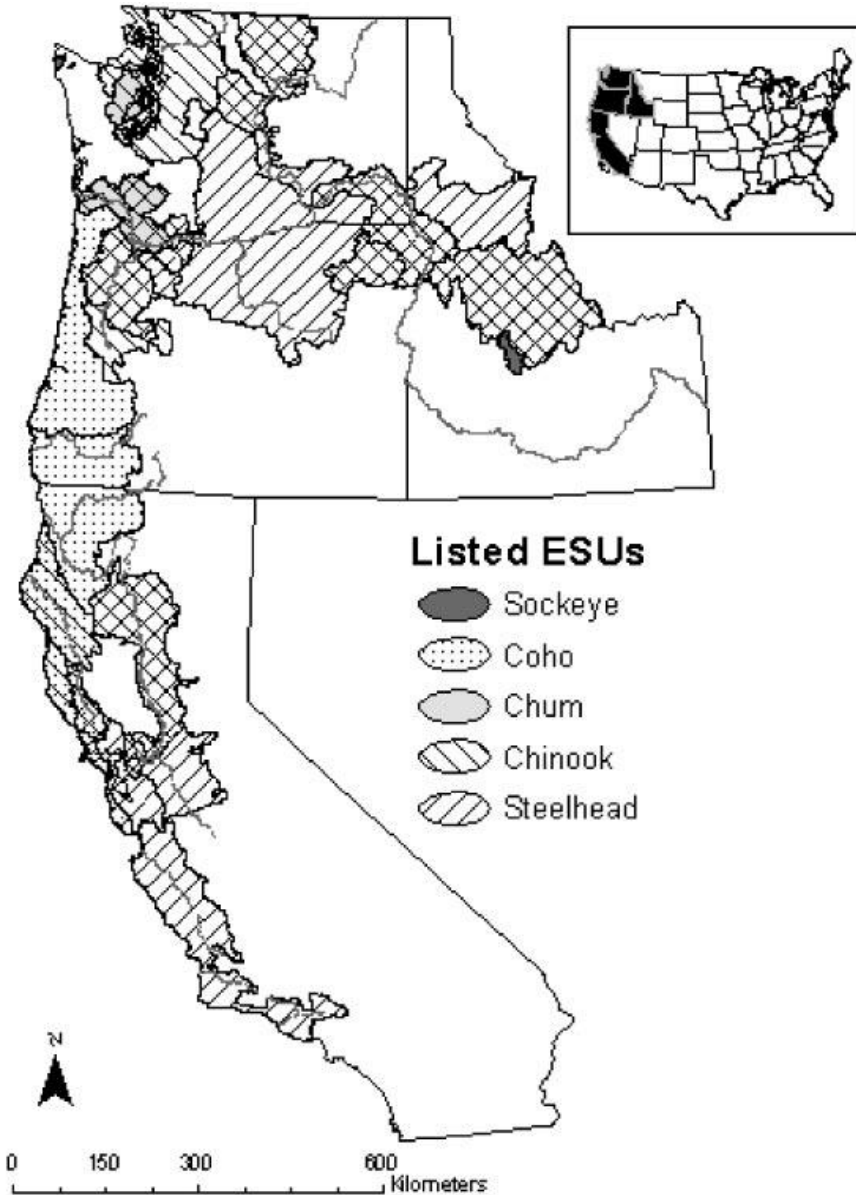 Listed ESUs
Sockeye
Coho
Chum
Chinook
Steelhead
N
0 150 300 600
Kilometers